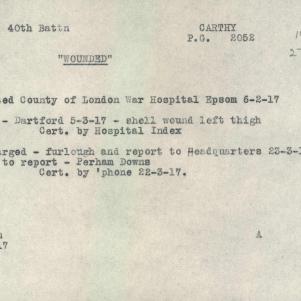 40th Battn CARTHY
P.G. 2052
"WOUNDED"
ed County of London War Hospital Epsom 6-2-17
- Dartford 5-3-17 - shell wound left thigh
Cert. by Hospital Index
arged - furlough and report to Headquarters 23-3-1
to report - Perham Downs
Cert. by 'phone 22-3-17.
A
17